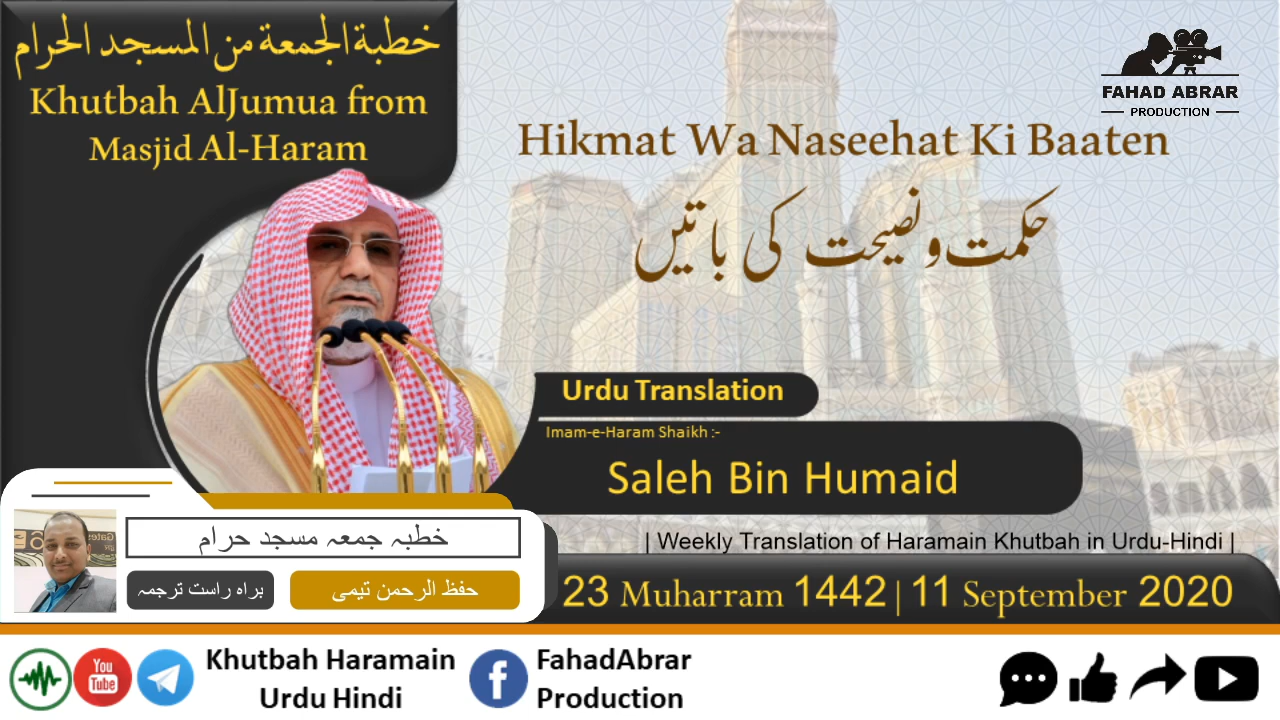 خطبة الجمعة من المسجد الحرام
Khutbah AlJumua from
Masjid Al-Haram
FAHAD ABRAR
PRODUCTION
Hikmat Wa Naseehat Ki Baaten
حکمت و نصیحت کی باتیں
Urdu Translation
Imam-e-Haram Shaikh :-
Saleh Bin Humaid
| Weekly Translation of Haramain Khutbah in Urdu-Hindi |
خطبہ جمعہ مسجد حرام
براہ راست ترجمہ
حفظ الرحمن تیمی
23 Muharram 1442 | 11 September 2020
You
Tube
Khutbah Haramain
Urdu Hindi
FahadAbrar
Production